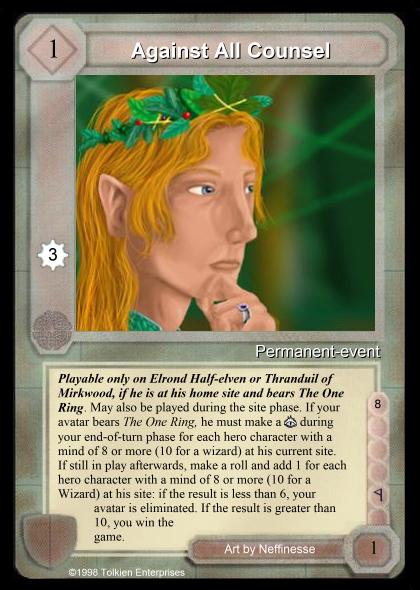 1
Against All Counsel
3
Permanent-event
Playable only on Elrond Half-elven or Thranduil of
Mirkwood, if he is at his home site and bears The One
Ring. May also be played during the site phase. If your
avatar bears The One Ring, he must make a during
your end-of-turn phase for each hero character with a
mind of 8 or more (10 for a wizard) at his current site.
If still in play afterwards, make a roll and add 1 for each
hero character with a mind of 8 or more (10 for a
Wizard) at his site: if the result is less than 6, your
avatar is eliminated. If the result is greater than
10, you win the
game.
8
Art by Neffinesse
1
©1998 Tolkien Enterprises